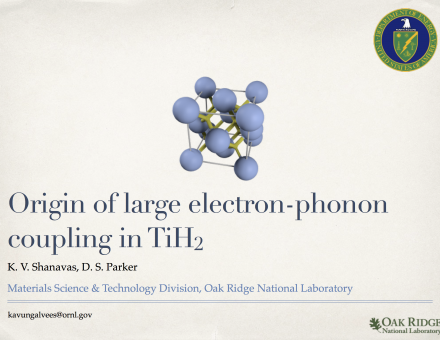 Origin of large electron-phonon
coupling in TiH2
K. V. Shanavas, D. S. Parker
Materials Science & Technology Division, Oak Ridge National Laboratory
kavungalvees@ornl.gov
OAK RIDGE
National Laboratory